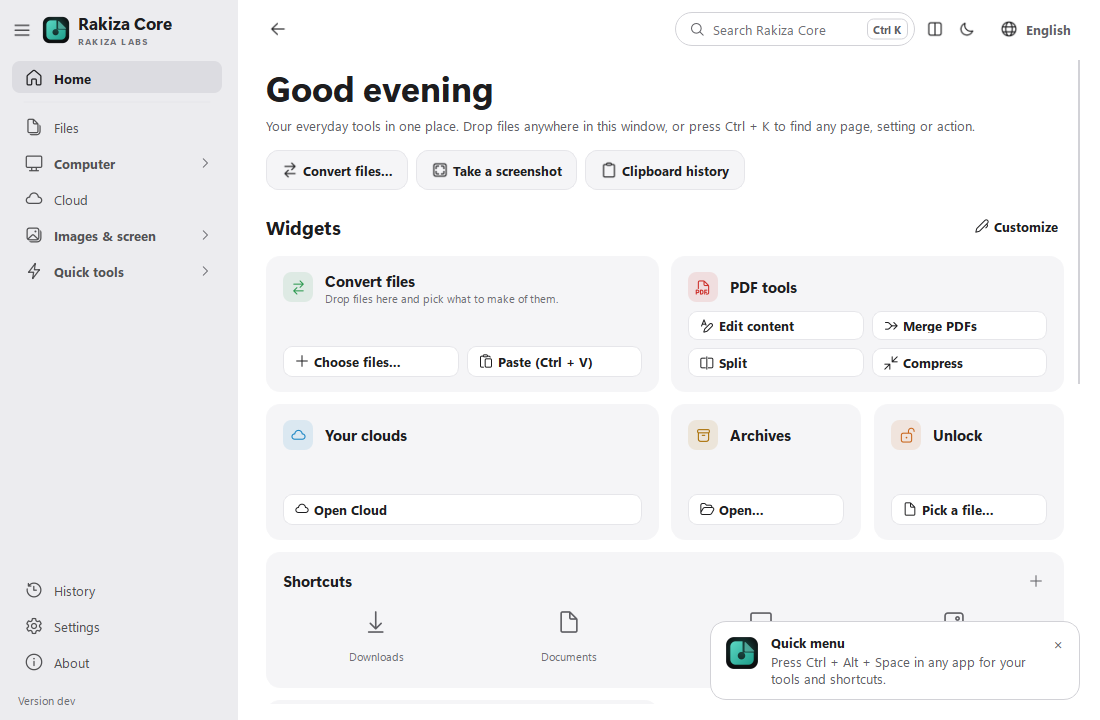 Rakiza Core
RAKIZA LABS
Home
Files
Computer
Cloud
Images & screen
Quick tools
History
Settings
About
Version dev
Search Rakiza Core
Ctrl K
English
Good evening
Your everyday tools in one place. Drop files anywhere in this window, or press Ctrl + K to find any page, setting or action.
Convert files...
Take a screenshot
Clipboard history
Widgets
Customize
Convert files
Drop files here and pick what to make of them.
Choose files...
Paste (Ctrl + V)
PDF
PDF tools
Edit content
Merge PDFs
Split
Compress
Your clouds
Open Cloud
Archives
Open...
Unlock
Pick a file...
Shortcuts
Downloads
Documents
Quick menu
Press Ctrl + Alt + Space in any app for your
tools and shortcuts.